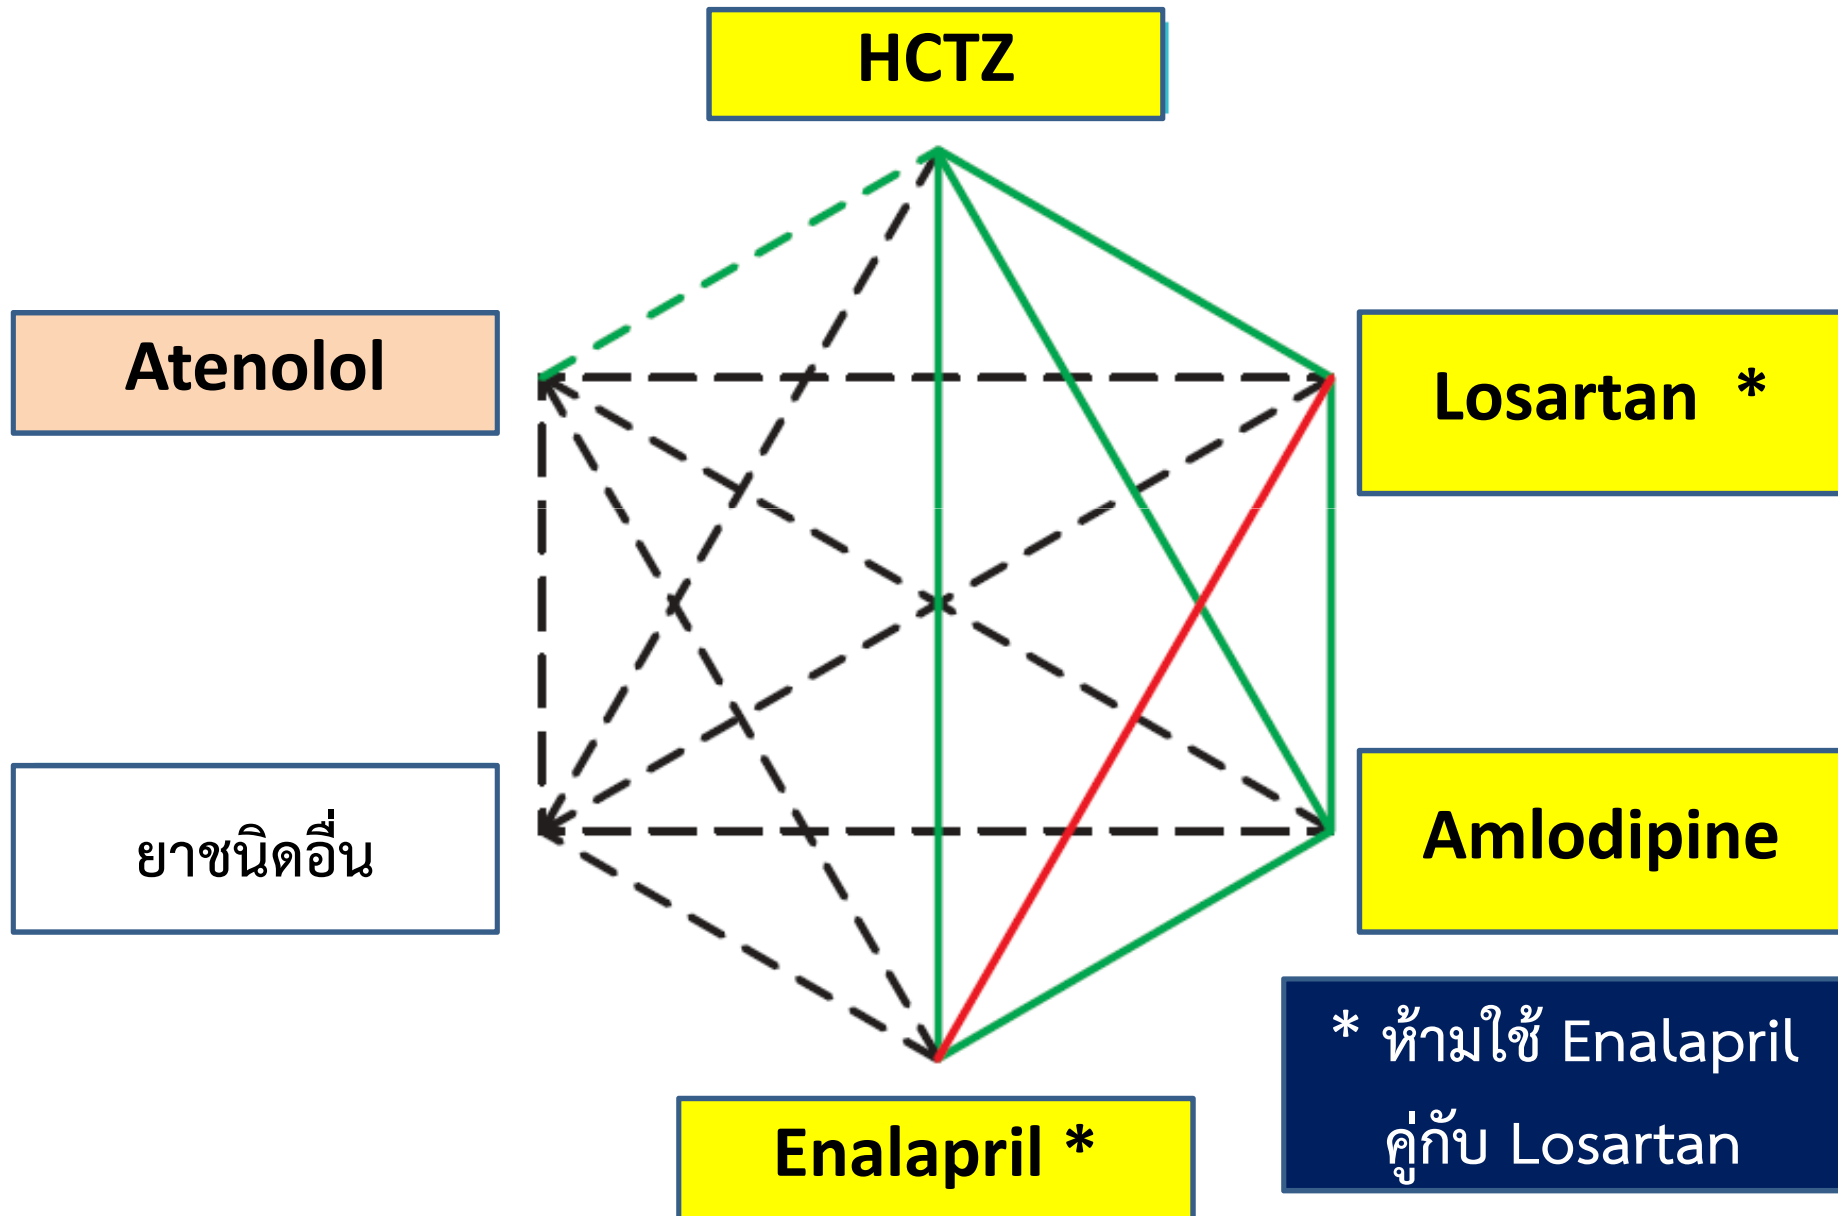 HCTZ
Atenolol
Losartan *
ยาชนิดอื่น
Amlodipine
Enalapril *
* ห้ามใช้ Enalapril
คู่กับ Losartan